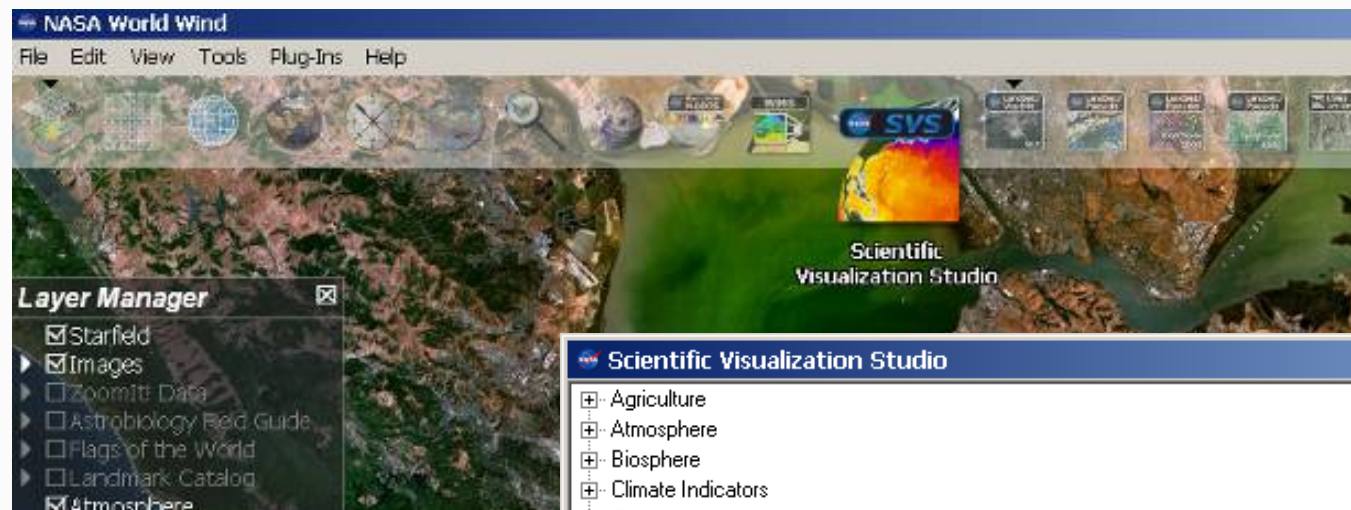 NASA World Wind
File Edit View Tools Plug-Ins Help
SVS
Scientific
Visualization Studio
Layer Manager
Starfield
Images
ZoomIt! Data
Astrobiology Field Guide
Flags of the World
Landmark Catalog
Atmosphere
Scientific Visualization Studio
Agriculture
Atmosphere
Biosphere
Climate Indicators